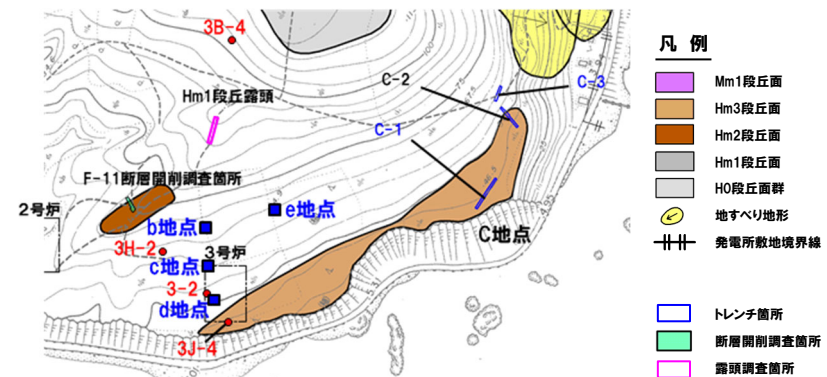 3B-4
C-2
C-3
Hm1段丘露頭
C-1
F-11断層開削調査箇所
2号炉
b地点
e地点
3H-2
C地点
3号炉
c地点
3-2
d地点
3J-4
凡 例
Mm1段丘面
Hm3段丘面
Hm2段丘面
Hm1段丘面
H0段丘面群
地すべり地形
発電所敷地境界線
トレンチ箇所
断層開削調査箇所
露頭調査箇所